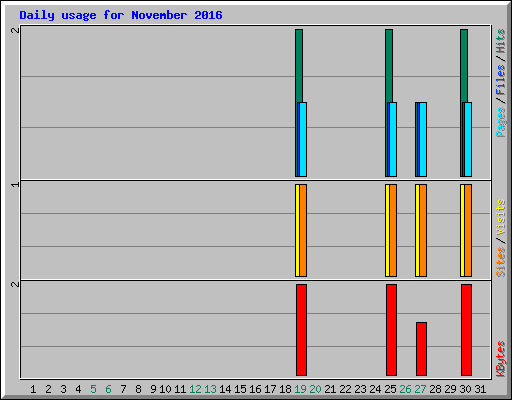 Daily usage for November 2016
2
Pages / Files / Hits
1
Sites / Visits
2
KBytes
1 2 3 4 5 6 7 8 9 10 11 12 13 14 15 16 17 18 19 20 21 22 23 24 25 26 27 28 29 30 31